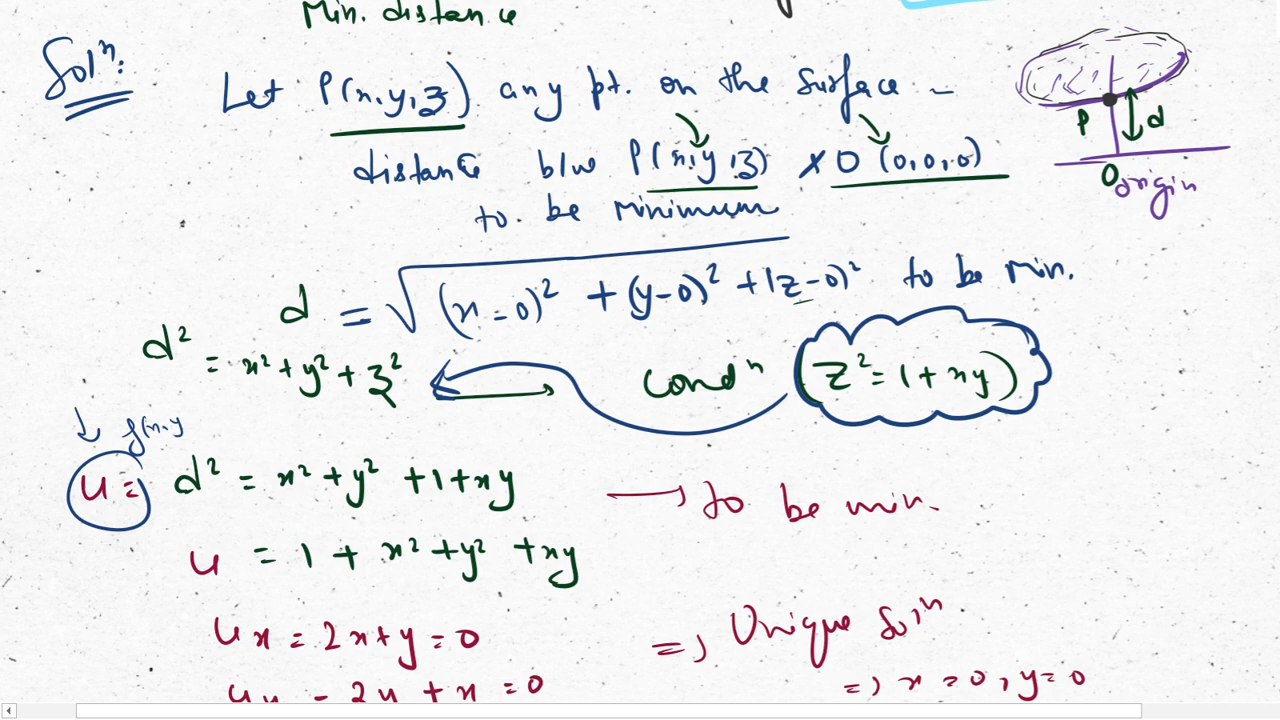 Min. distance
Solⁿ:
Let P(x,y,z) any pt. on the surface –
distance b/w P(x,y,z) & O (0,0,0)
to be minimum
P
d
O
origin
d = √(x-0)² + (y-0)² + (z-0)² to be min.
d² = x² + y² + z²
condⁿ (z² = 1 + xy)
f(x,y
u = d² = x² + y² + 1 + xy → to be min.
u = 1 + x² + y² + xy
ux = 2x + y = 0 ⇒ Unique Solⁿ
uy = 2y + x = 0 ⇒ x = 0, y = 0